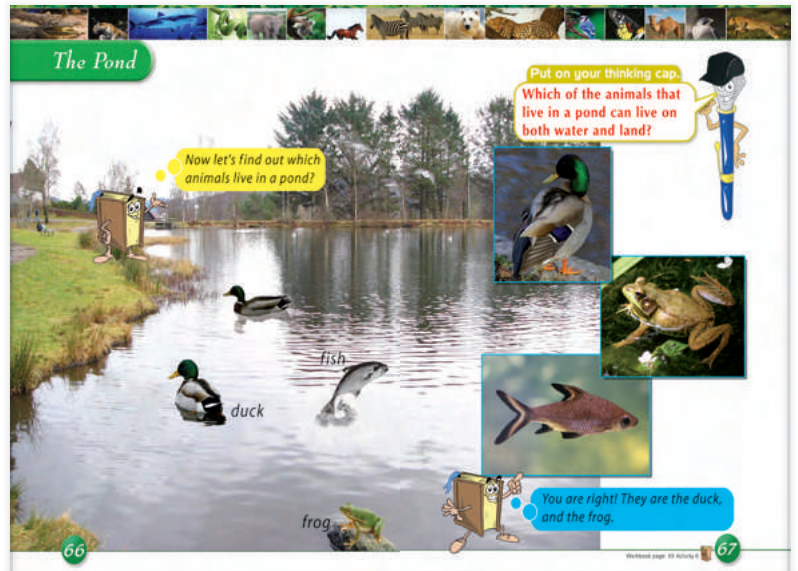 The Pond
Now let's find out which
animals live in a pond?
Put on your thinking cap.
Which of the animals that
live in a pond can live on
both water and land?
fish
duck
frog
You are right! They are the duck,
and the frog.
66
67